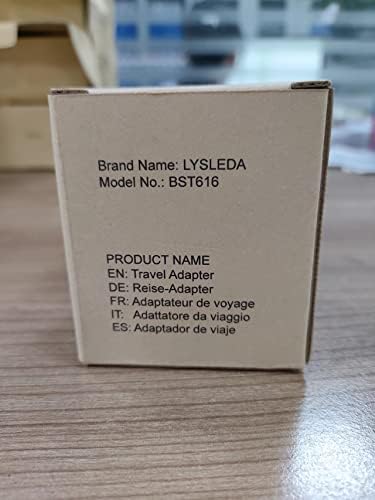 Brand Name: LYSLEDA
Model No.: BST616
PRODUCT NAME
EN: Travel Adapter
DE: Reise-Adapter
FR: Adaptateur de voyage
IT: Adattatore da viaggio
ES: Adaptador de viaje